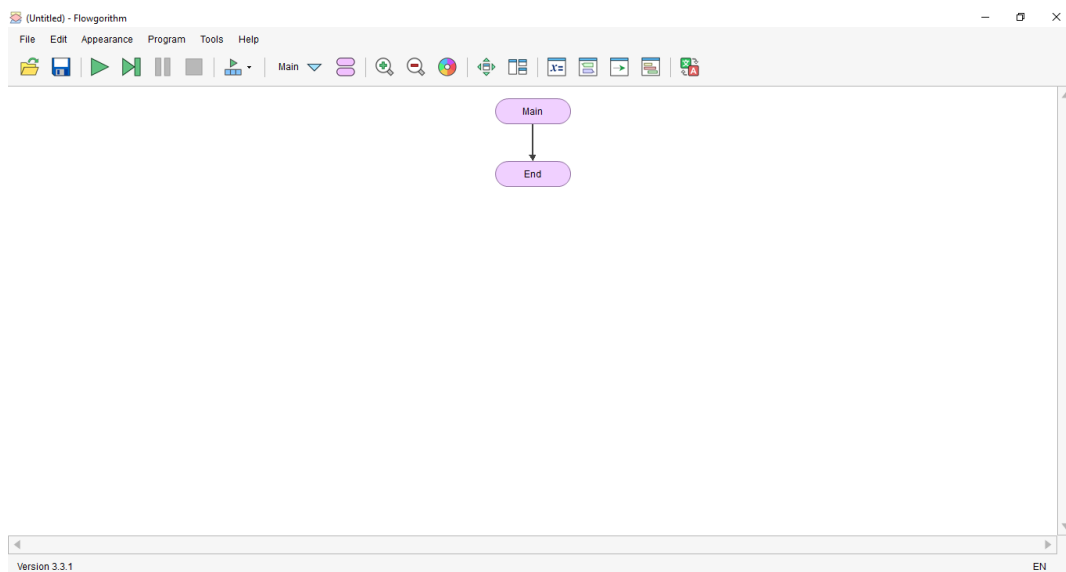 (Untitled) - Flowgorithm
File Edit Appearance Program Tools Help
Main x=
Main
End
Version 3.3.1 EN